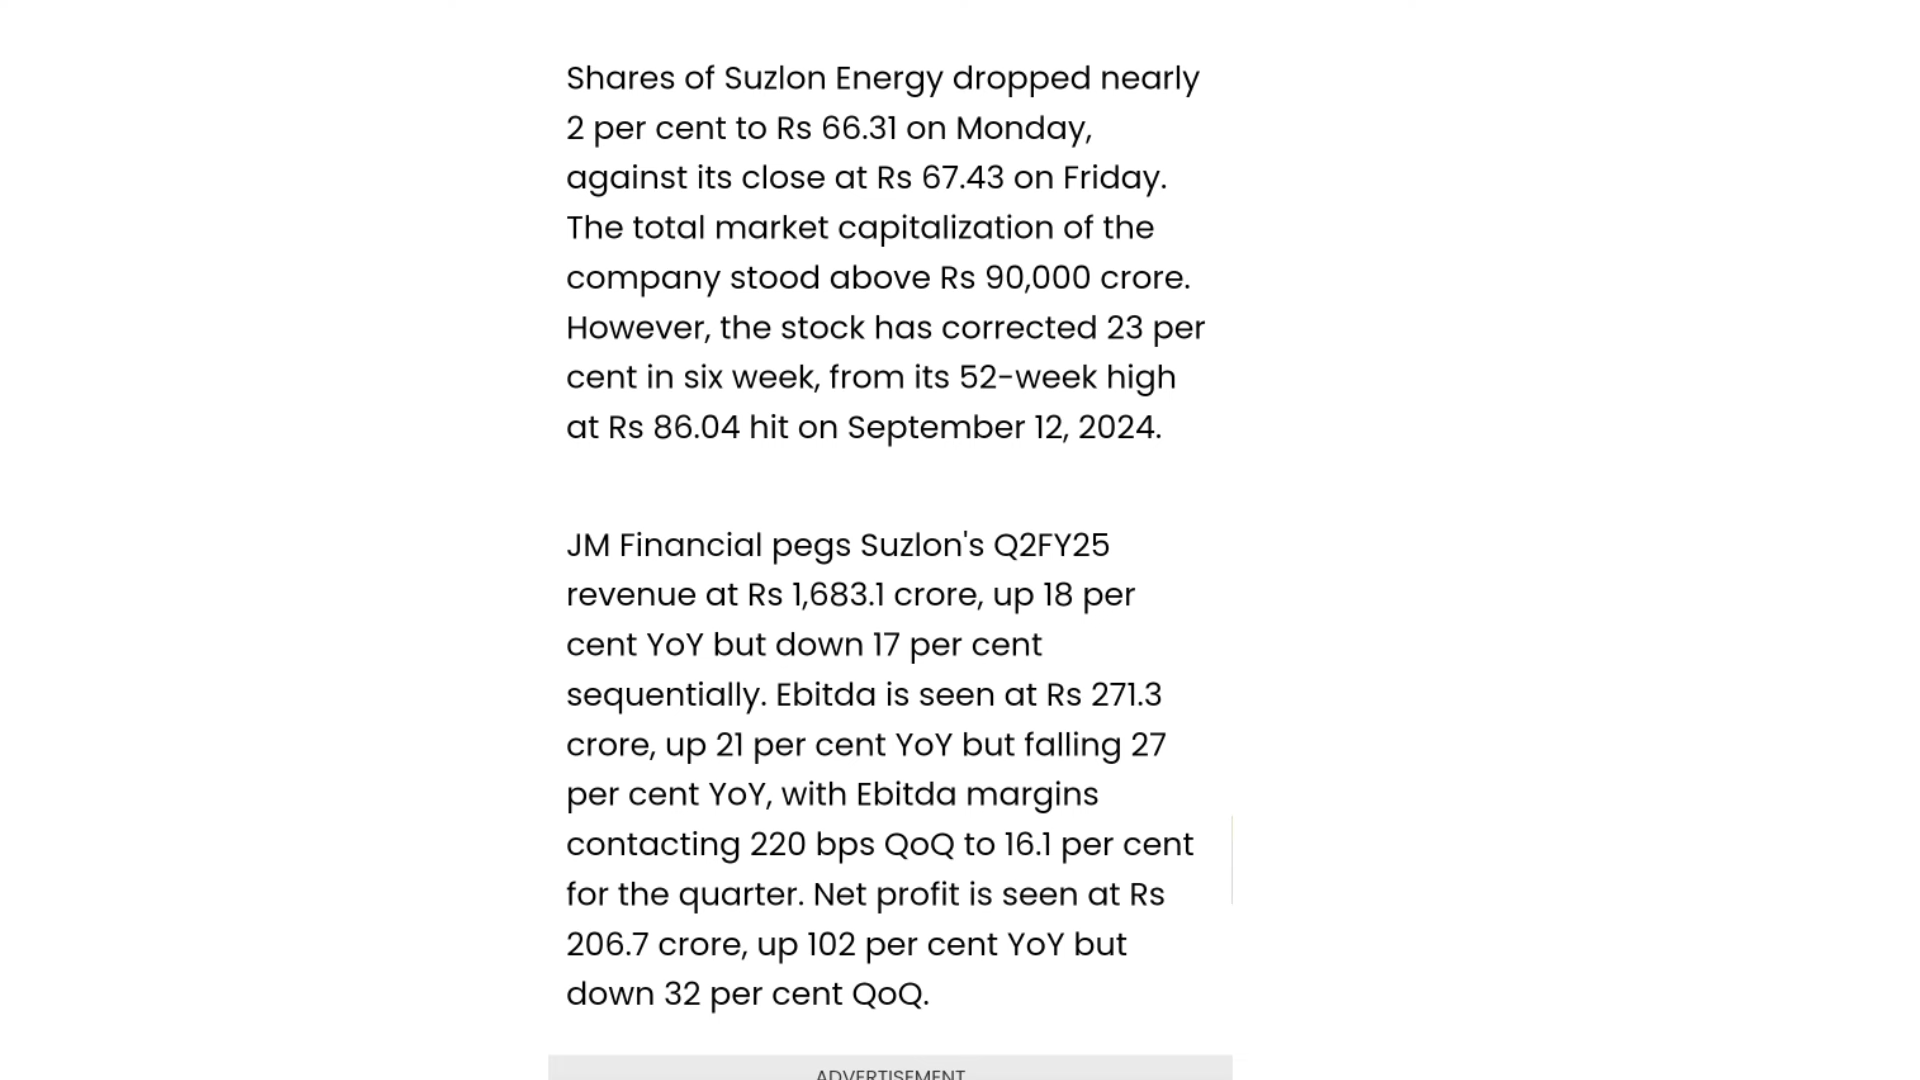 Shares of Suzlon Energy dropped nearly
2 per cent to Rs 66.31 on Monday,
against its close at Rs 67.43 on Friday.
The total market capitalization of the
company stood above Rs 90,000 crore.
However, the stock has corrected 23 per
cent in six week, from its 52-week high
at Rs 86.04 hit on September 12, 2024.
JM Financial pegs Suzlon's Q2FY25
revenue at Rs 1,683.1 crore, up 18 per
cent YoY but down 17 per cent
sequentially. Ebitda is seen at Rs 271.3
crore, up 21 per cent YoY but falling 27
per cent YoY, with Ebitda margins
contacting 220 bps QoQ to 16.1 per cent
for the quarter. Net profit is seen at Rs
206.7 crore, up 102 per cent YoY but
down 32 per cent QoQ.
ADVERTISEMENT